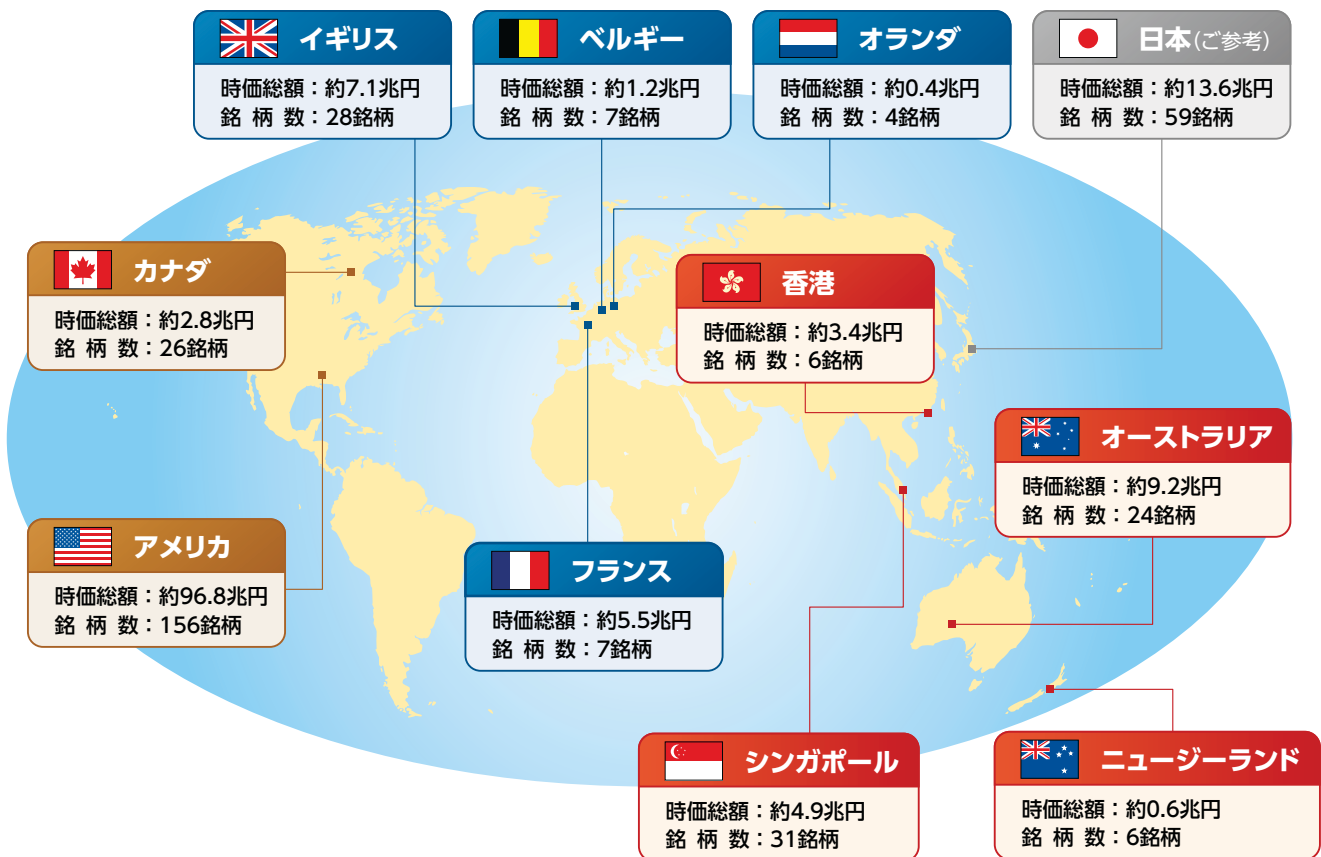 イギリス
時価総額：約7.1兆円
銘柄数：28銘柄
ベルギー
時価総額：約1.2兆円
銘柄数：7銘柄
オランダ
時価総額：約0.4兆円
銘柄数：4銘柄
日本(ご参考)
時価総額：約13.6兆円
銘柄数：59銘柄
カナダ
時価総額：約2.8兆円
銘柄数：26銘柄
香港
時価総額：約3.4兆円
銘柄数：6銘柄
オーストラリア
時価総額：約9.2兆円
銘柄数：24銘柄
アメリカ
時価総額：約96.8兆円
銘柄数：156銘柄
フランス
時価総額：約5.5兆円
銘柄数：7銘柄
シンガポール
時価総額：約4.9兆円
銘柄数：31銘柄
ニュージーランド
時価総額：約0.6兆円
銘柄数：6銘柄